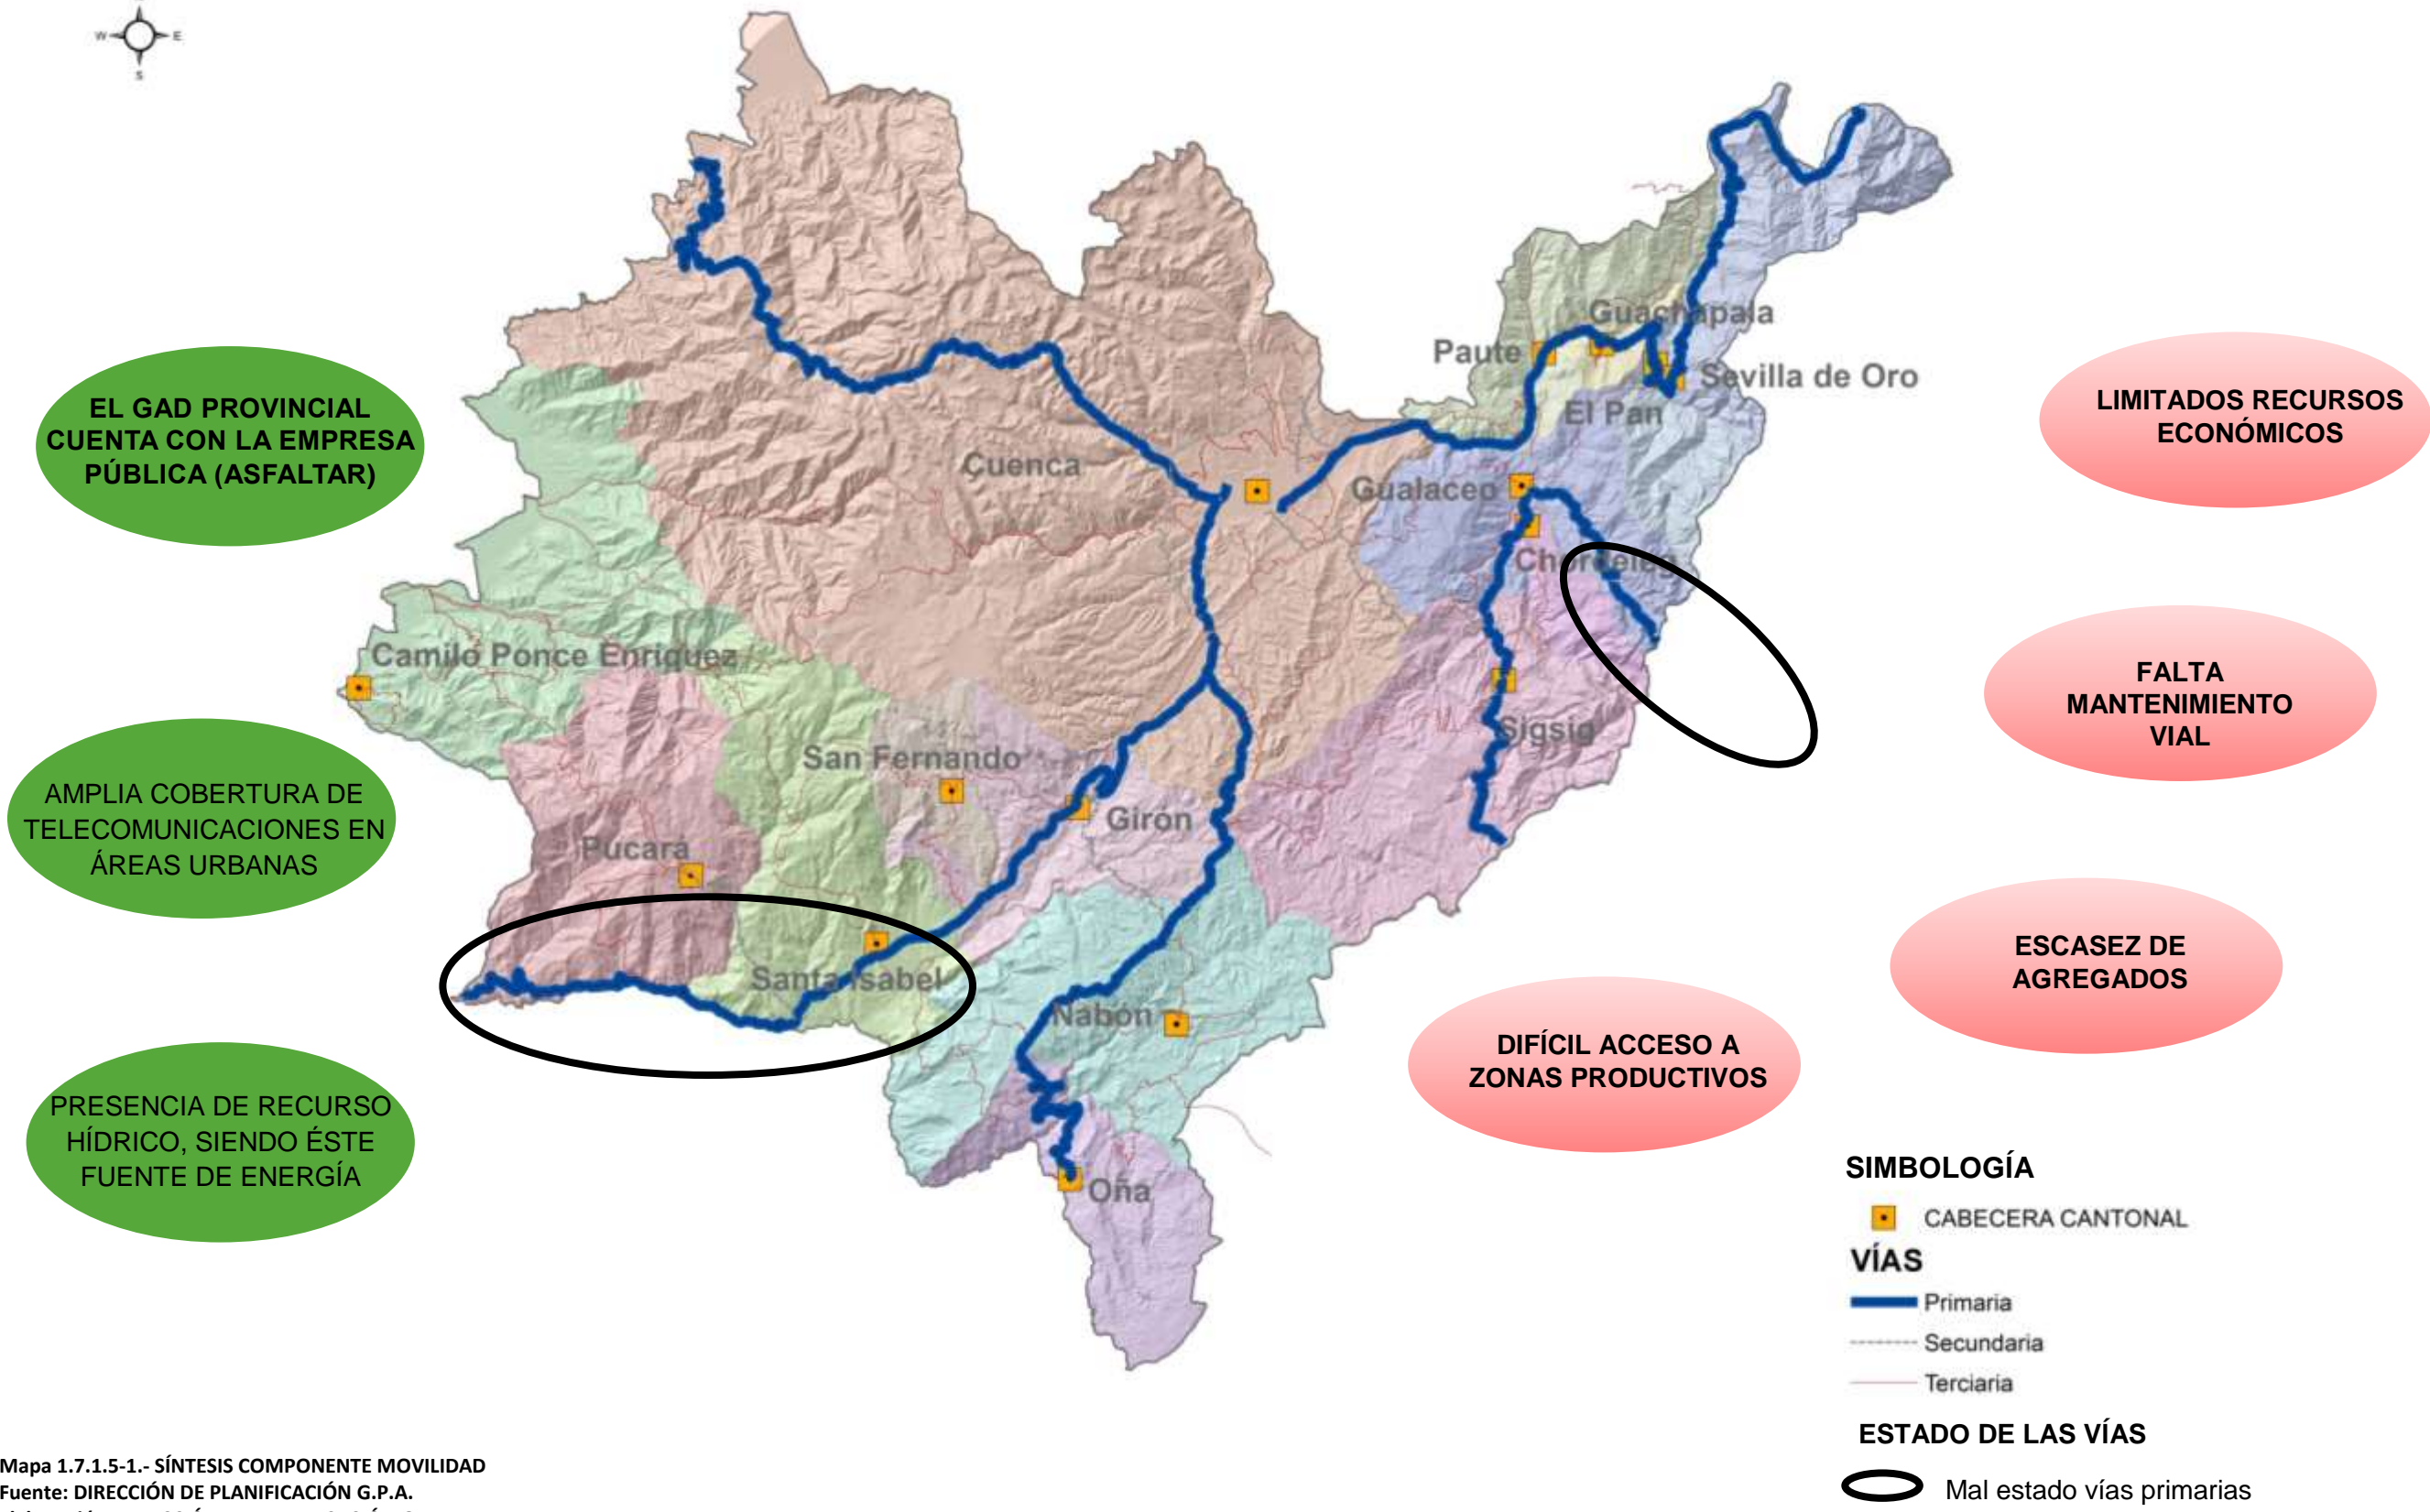 W E
S
EL GAD PROVINCIAL
CUENTA CON LA EMPRESA
PÚBLICA (ASFALTAR)
AMPLIA COBERTURA DE
TELECOMUNICACIONES EN
ÁREAS URBANAS
PRESENCIA DE RECURSO
HÍDRICO, SIENDO ÉSTE
FUENTE DE ENERGÍA
Guachapala
Paute
Sevilla de Oro
El Pan
Cuenca
Gualaceo
Chordeleg
Camilo Ponce Enriquez
Sigsig
San Fernando
Girón
Pucará
Santa Isabel
Nabón
Oña
LIMITADOS RECURSOS
ECONÓMICOS
FALTA
MANTENIMIENTO
VIAL
ESCASEZ DE
AGREGADOS
DIFÍCIL ACCESO A
ZONAS PRODUCTIVOS
SIMBOLOGÍA
CABECERA CANTONAL
VÍAS
Primaria
Secundaria
Terciaria
ESTADO DE LAS VÍAS
Mal estado vías primarias
Mapa 1.7.1.5-1.- SÍNTESIS COMPONENTE MOVILIDAD
Fuente: DIRECCIÓN DE PLANIFICACIÓN G.P.A.